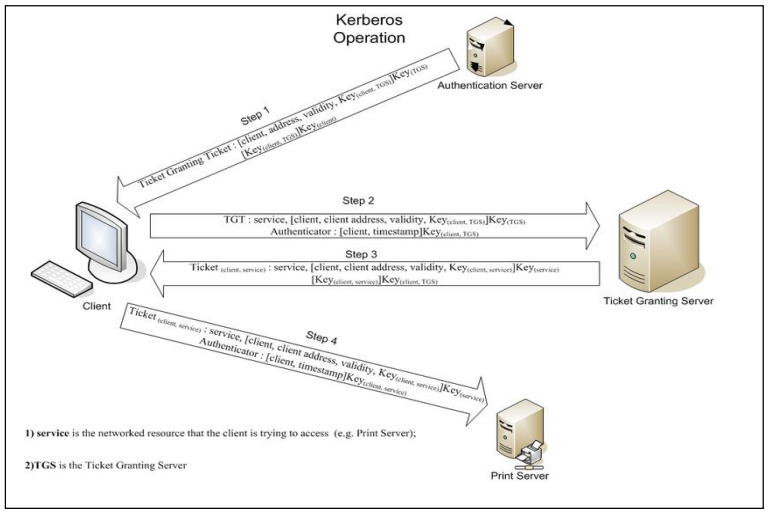 Kerberos
Operation
Authentication Server
Step 1
Ticket Granting Ticket : [client, address, validity, Key(client, TGS)]Key(TGS)
[Key(client, TGS)]Key(client)
Step 2
TGT : service, [client, client address, validity, Key(client, TGS)]Key(TGS)
Authenticator : [client, timestamp]Key(client, TGS)
Step 3
Ticket (client, service) : service, [client, client address, validity, Key(client, service)]Key(service)
[Key(client, service)]Key(client, TGS)
Client
Ticket Granting Server
Step 4
Ticket (client, service) : service, [client, client address, validity, Key(client, service)]Key(service)
Authenticator : [client, timestamp]Key(client, service)
1) service is the networked resource that the client is trying to access (e.g. Print Server);
2)TGS is the Ticket Granting Server
Print Server